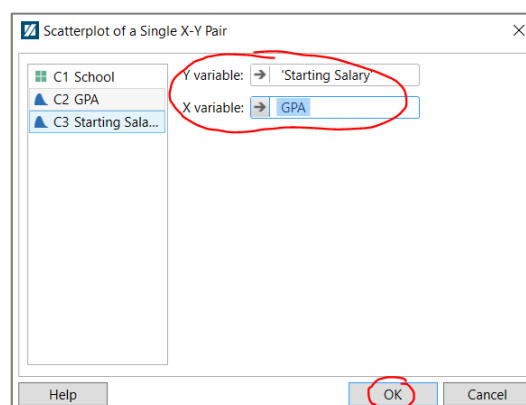 Scatterplot of a Single X-Y Pair
C1 School
C2 GPA
C3 Starting Sala...
Y variable: 'Starting Salary'
X variable: GPA
Help
OK
Cancel